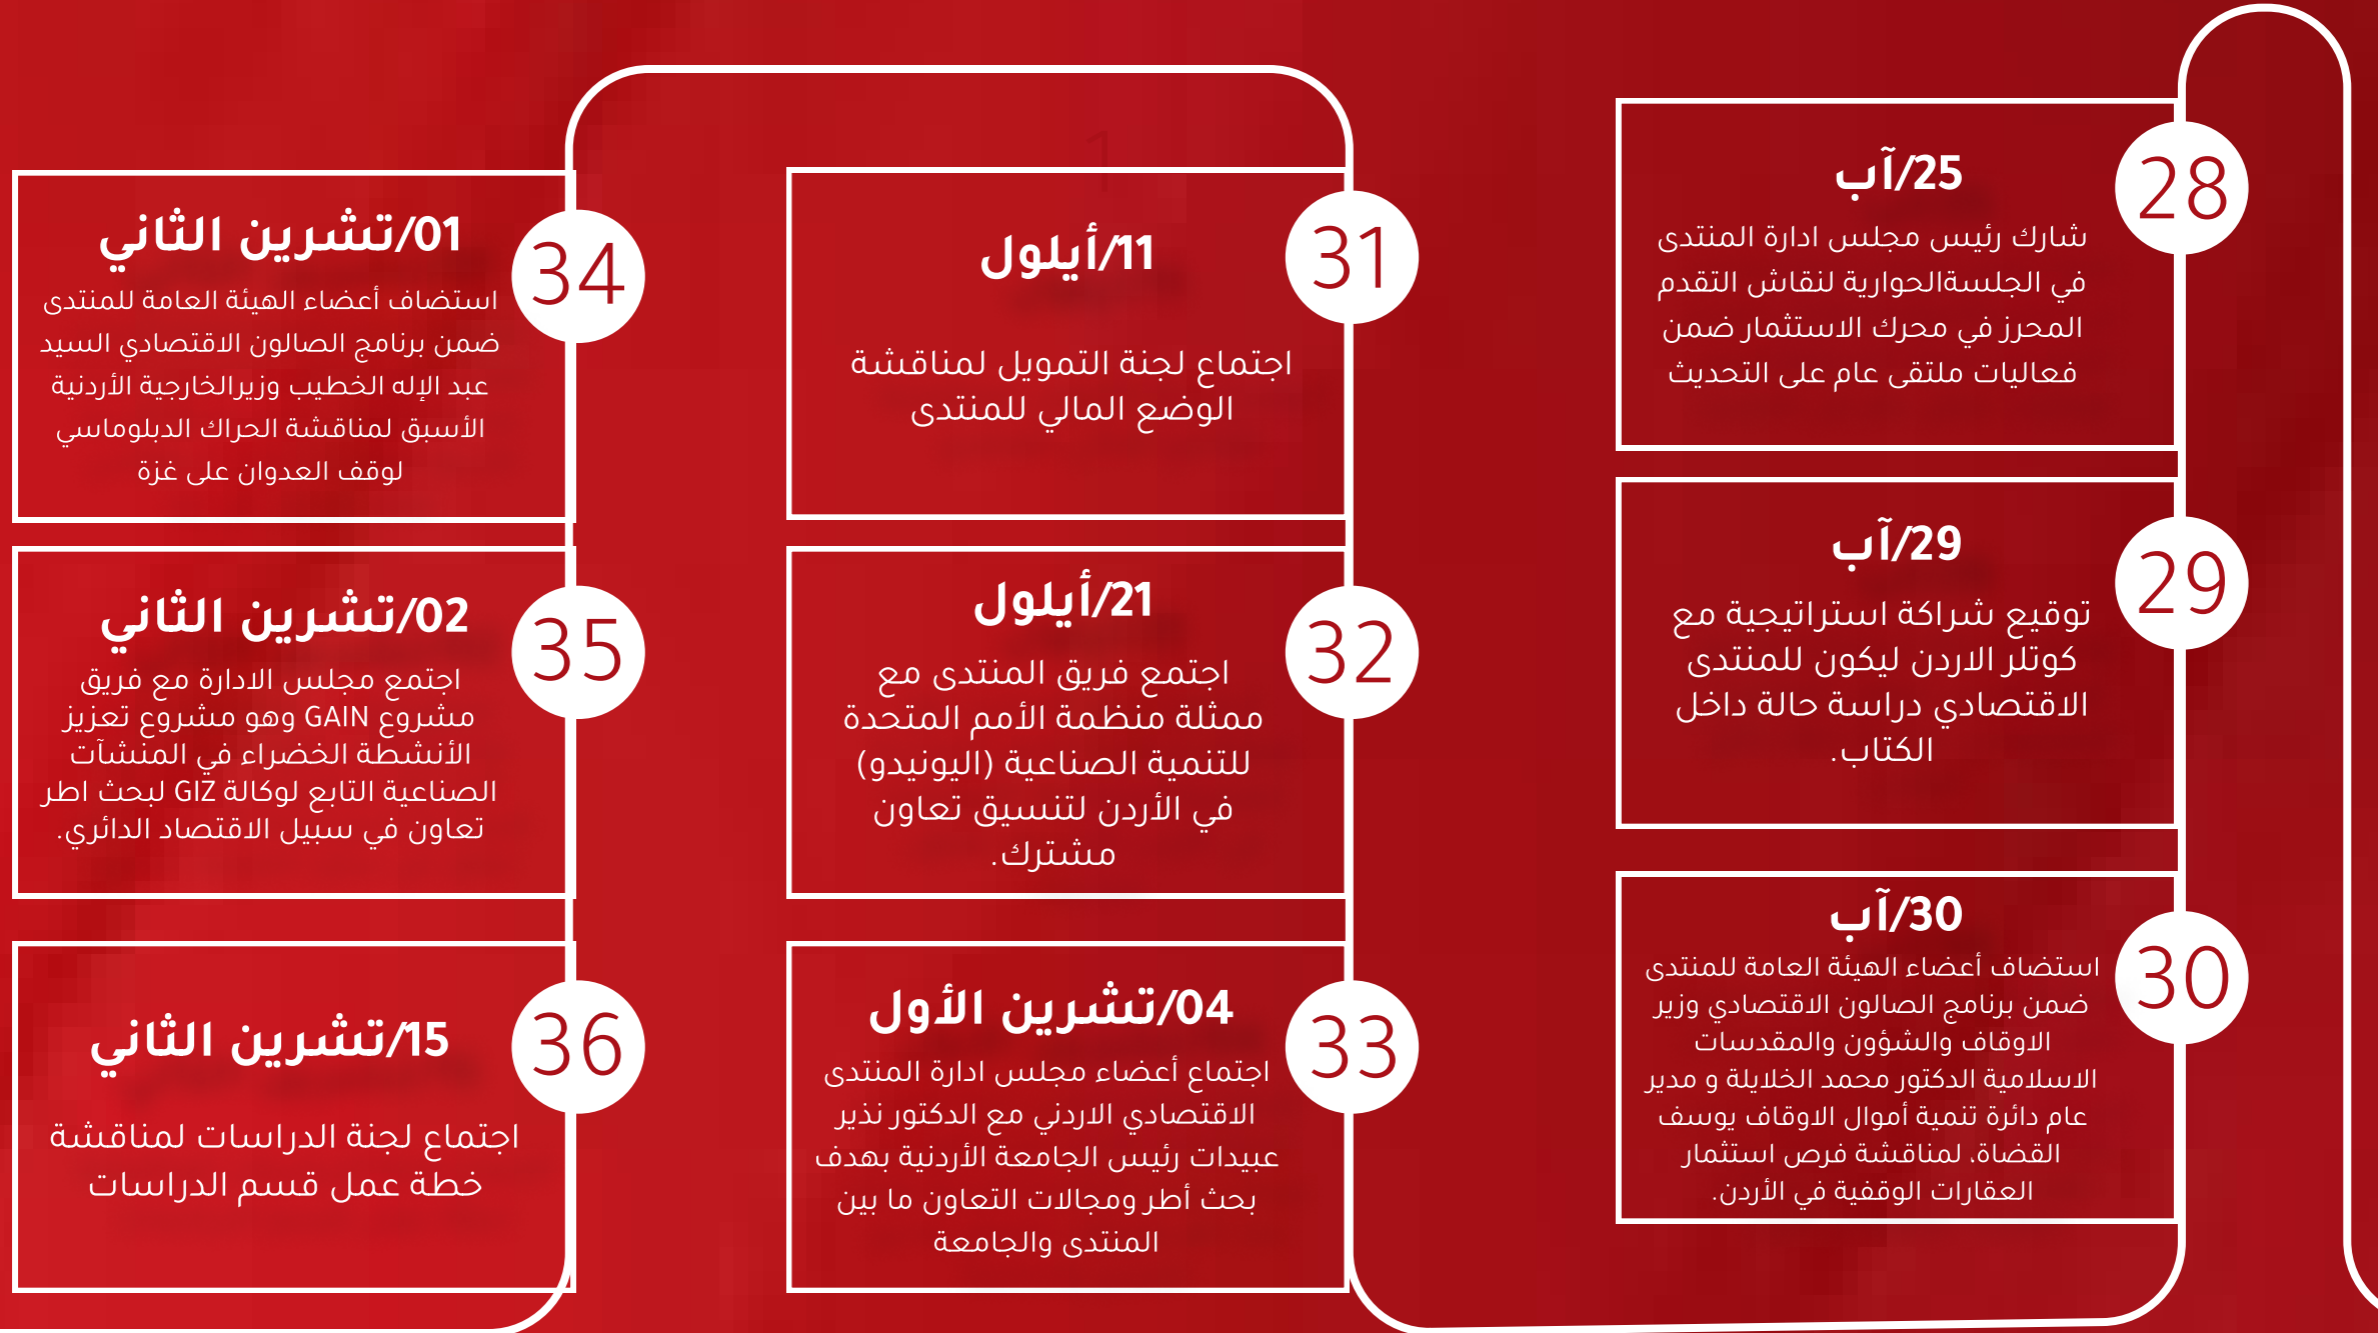 28
25/آب
شارك رئيس مجلس ادارة المنتدى
في الجلسةالحوارية لنقاش التقدم
المحرز في محرك الاستثمار ضمن
فعاليات ملتقى عام على التحديث
29
29/آب
توقيع شراكة استراتيجية مع
كوتلر الاردن ليكون للمنتدى
الاقتصادي دراسة حالة داخل
الكتاب.
30
30/آب
استضاف أعضاء الهيئة العامة للمنتدى
ضمن برنامج الصالون الاقتصادي وزير
الاوقاف والشؤون والمقدسات
الاسلامية الدكتور محمد الخلايلة و مدير
عام دائرة تنمية أموال الاوقاف يوسف
القضاة، لمناقشة فرص استثمار
العقارات الوقفية في الأردن.
31
11/أيلول
اجتماع لجنة التمويل لمناقشة
الوضع المالي للمنتدى
32
21/أيلول
اجتمع فريق المنتدى مع
ممثلة منظمة الأمم المتحدة
للتنمية الصناعية (اليونيدو)
في الأردن لتنسيق تعاون
مشترك.
33
04/تشرين الأول
اجتماع أعضاء مجلس ادارة المنتدى
الاقتصادي الاردني مع الدكتور نذير
عبيدات رئيس الجامعة الأردنية بهدف
بحث أطر ومجالات التعاون ما بين
المنتدى والجامعة
34
01/تشرين الثاني
استضاف أعضاء الهيئة العامة للمنتدى
ضمن برنامج الصالون الاقتصادي السيد
عبد الإله الخطيب وزيرالخارجية الأردنية
الأسبق لمناقشة الحراك الدبلوماسي
لوقف العدوان على غزة
35
02/تشرين الثاني
اجتمع مجلس الادارة مع فريق
مشروع GAIN وهو مشروع تعزيز
الأنشطة الخضراء في المنشآت
الصناعية التابع لوكالة GIZ لبحث اطر
تعاون في سبيل الاقتصاد الدائري.
36
15/تشرين الثاني
اجتماع لجنة الدراسات لمناقشة
خطة عمل قسم الدراسات